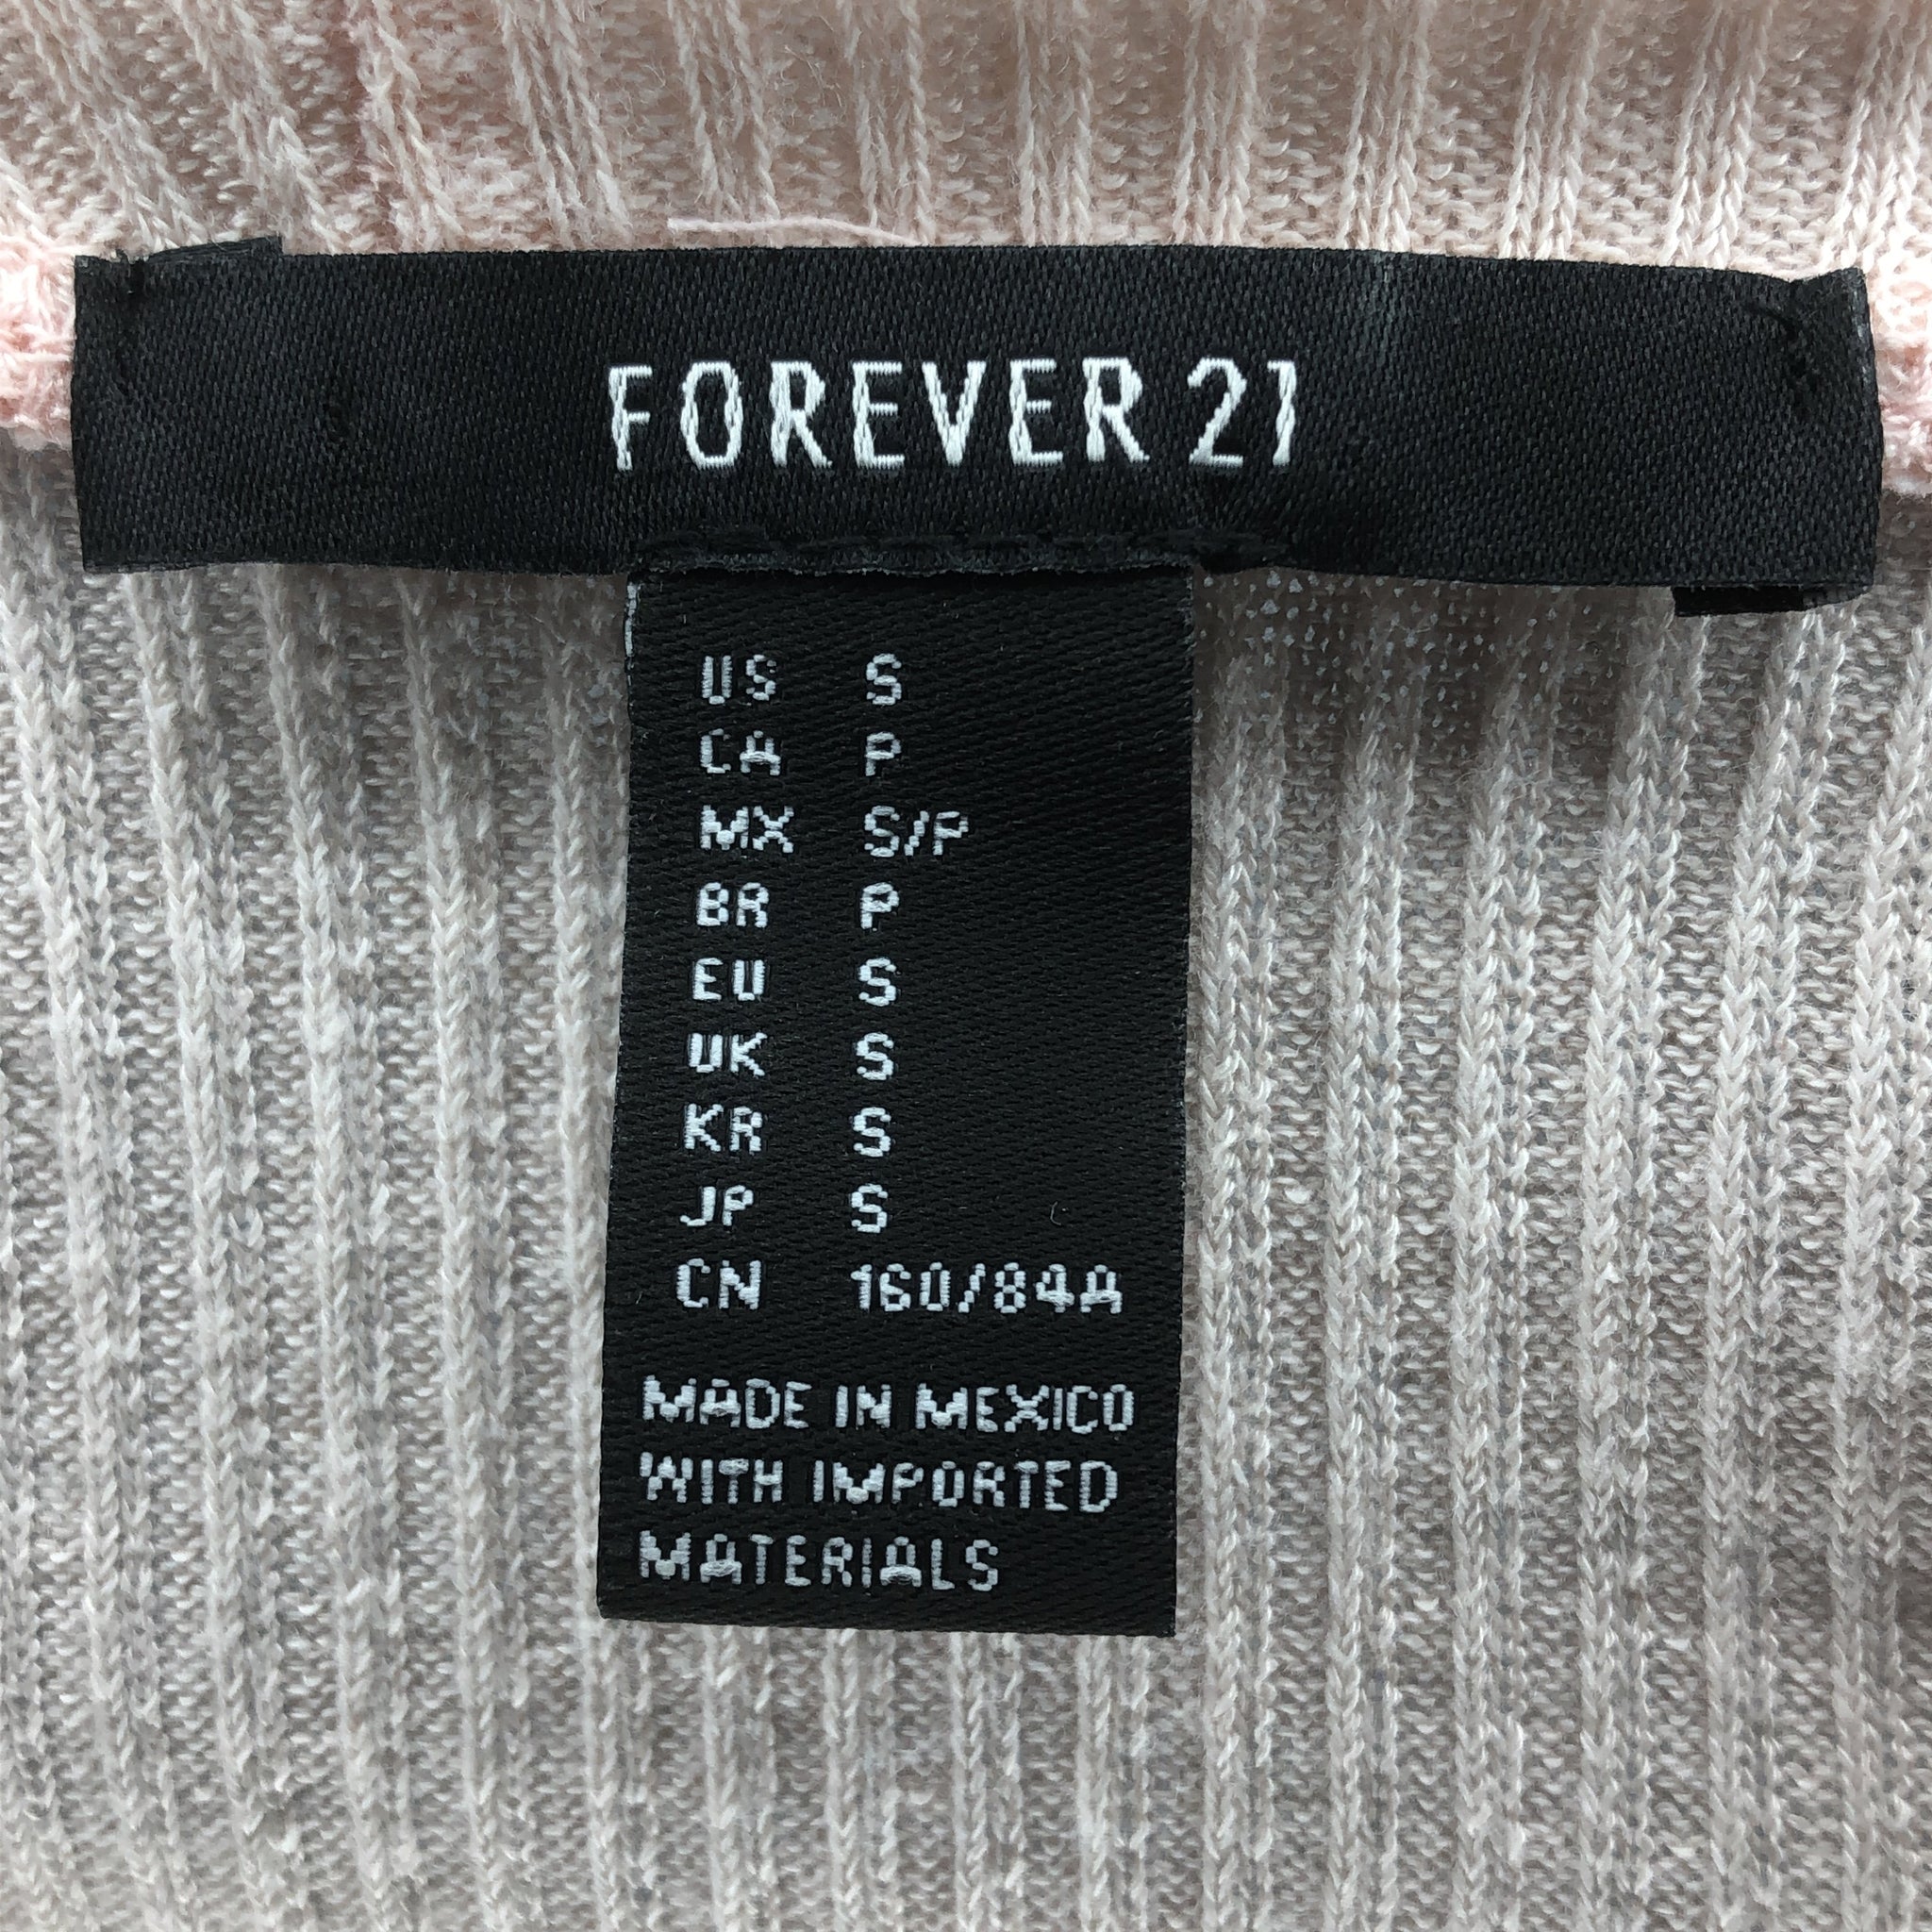 FOREVER 21
US S
CA P
MX S/P
BR P
EU S
UK S
KR S
JP S
CN 160/84A
MADE IN MEXICO
WITH IMPORTED
MATERIALS